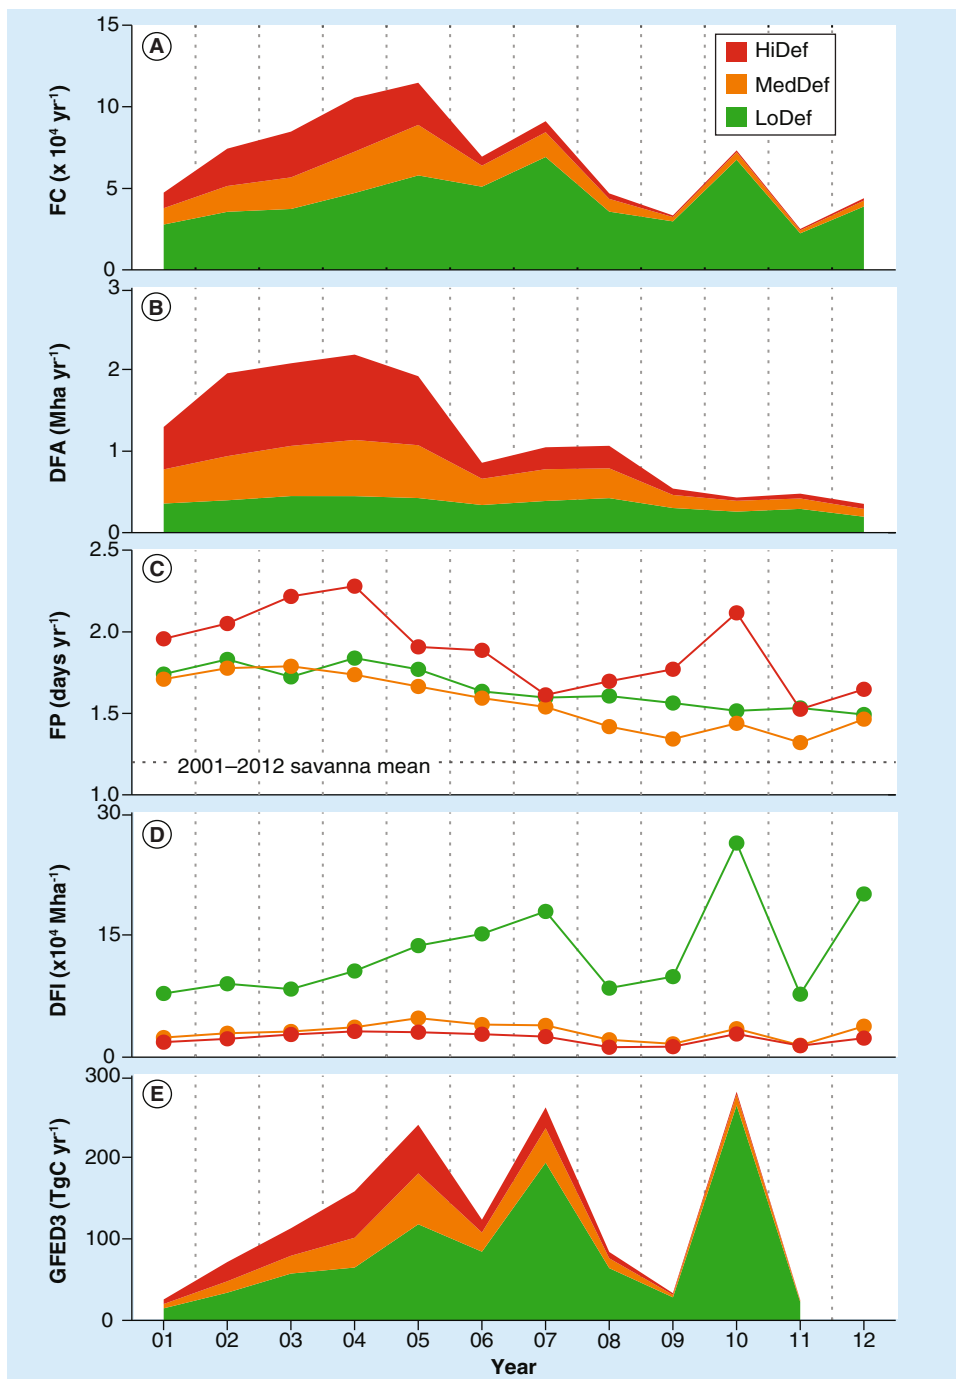 A
HiDef
MedDef
LoDef
FC (x 10⁴ yr⁻¹)
15
10
5
0
B
DFA (Mha yr⁻¹)
3
2
1
0
C
FP (days yr⁻¹)
2.5
2.0
1.5
1.0
2001–2012 savanna mean
D
DFI (x10⁴ Mha⁻¹)
30
15
0
E
GFED3 (TgC yr⁻¹)
300
200
100
0
01 02 03 04 05 06 07 08 09 10 11 12
Year